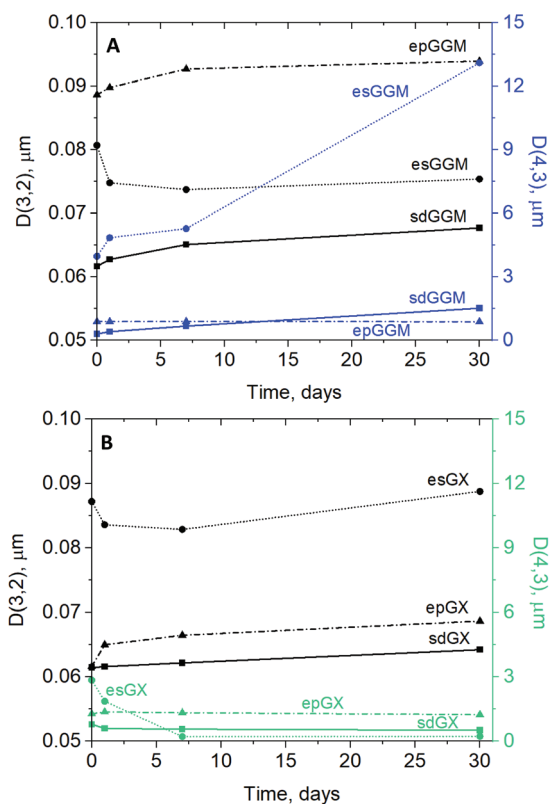 A
0.10
0.09
0.08
0.07
0.06
0.05
D(3,2), μm
15
12
9
6
3
0
D(4,3), μm
epGGM
esGGM
esGGM
sdGGM
sdGGM
epGGM
0 5 10 15 20 25 30
Time, days
B
0.10
0.09
0.08
0.07
0.06
0.05
D(3,2), μm
15
12
9
6
3
0
D(4,3), μm
esGX
epGX
sdGX
esGX
epGX
sdGX
0 5 10 15 20 25 30
Time, days